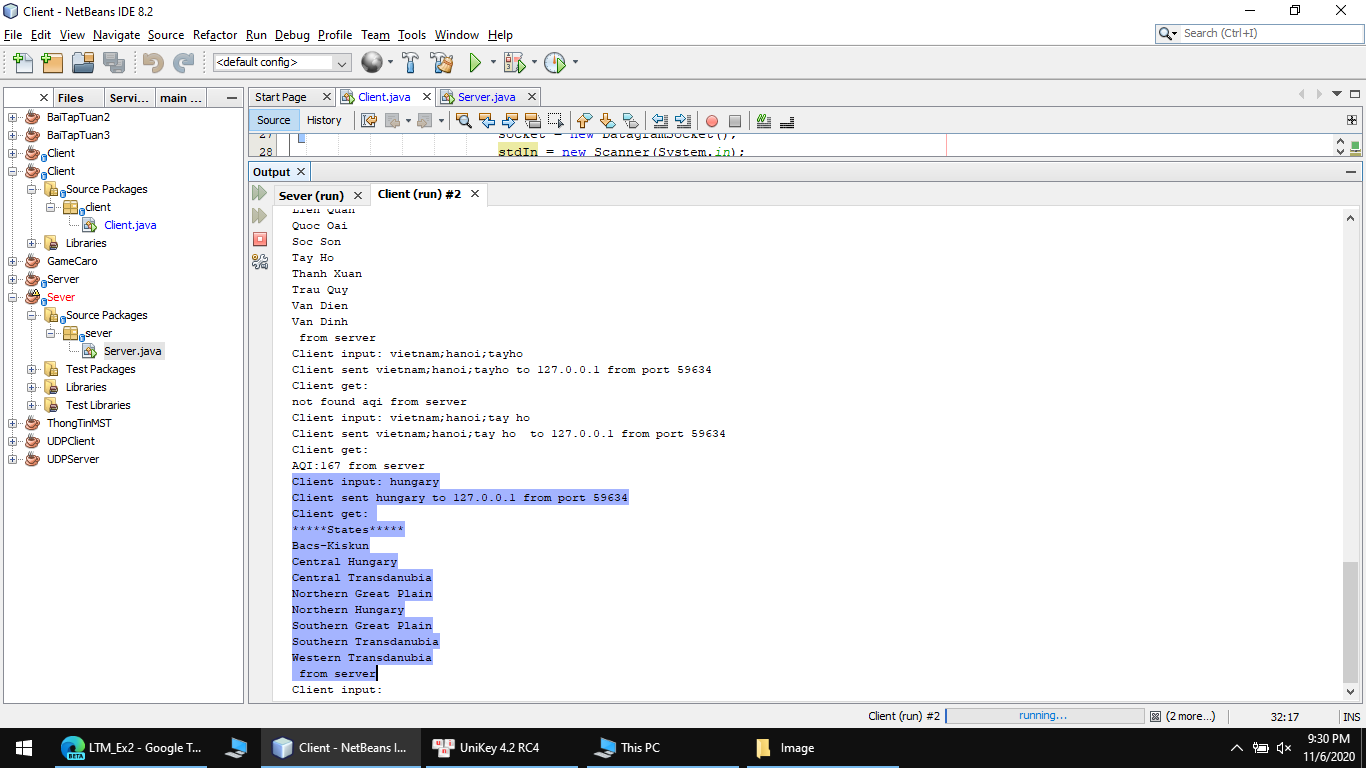 Client - NetBeans IDE 8.2
File Edit View Navigate Source Refactor Run Debug Profile Team Tools Window Help
Search (Ctrl+I)
<default config>
Files Servi... main ...
Start Page Client.java Server.java
Source History
27 socket = new DatagramSocket();
28 stdIn = new Scanner(System.in);
BaiTapTuan2
BaiTapTuan3
Client
Client
Source Packages
client
Client.java
Libraries
GameCaro
Server
Sever
Source Packages
sever
Server.java
Test Packages
Libraries
Test Libraries
ThongTinMST
UDPClient
UDPServer
Output
Sever (run) Client (run) #2
Lien Quan
Quoc Oai
Soc Son
Tay Ho
Thanh Xuan
Trau Quy
Van Dien
Van Dinh
from server
Client input: vietnam;hanoi;tayho
Client sent vietnam;hanoi;tayho to 127.0.0.1 from port 59634
Client get:
not found aqi from server
Client input: vietnam;hanoi;tay ho
Client sent vietnam;hanoi;tay ho  to 127.0.0.1 from port 59634
Client get:
AQI:167 from server
Client input: hungary
Client sent hungary to 127.0.0.1 from port 59634
Client get:
*****States*****
Bacs-Kiskun
Central Hungary
Central Transdanubia
Northern Great Plain
Northern Hungary
Southern Great Plain
Southern Transdanubia
Western Transdanubia
from server
Client input:
Client (run) #2 running... (2 more...) 32:17 INS
LTM_Ex2 - Google T... Client - NetBeans I... UniKey 4.2 RC4 This PC Image
BETA
9:30 PM
11/6/2020